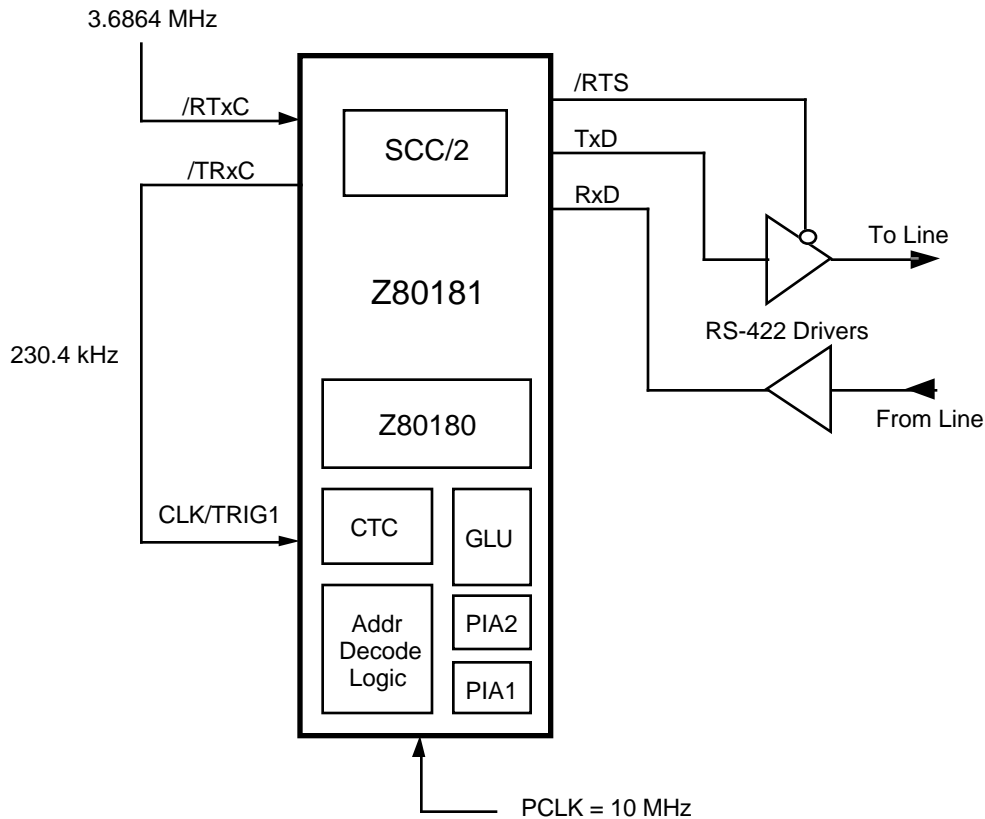 3.6864 MHz
/RTxC
/TRxC
230.4 kHz
CLK/TRIG1
SCC/2
Z80181
Z80180
CTC
GLU
Addr
Decode
Logic
PIA2
PIA1
/RTS
TxD
RxD
To Line
RS-422 Drivers
From Line
PCLK = 10 MHz